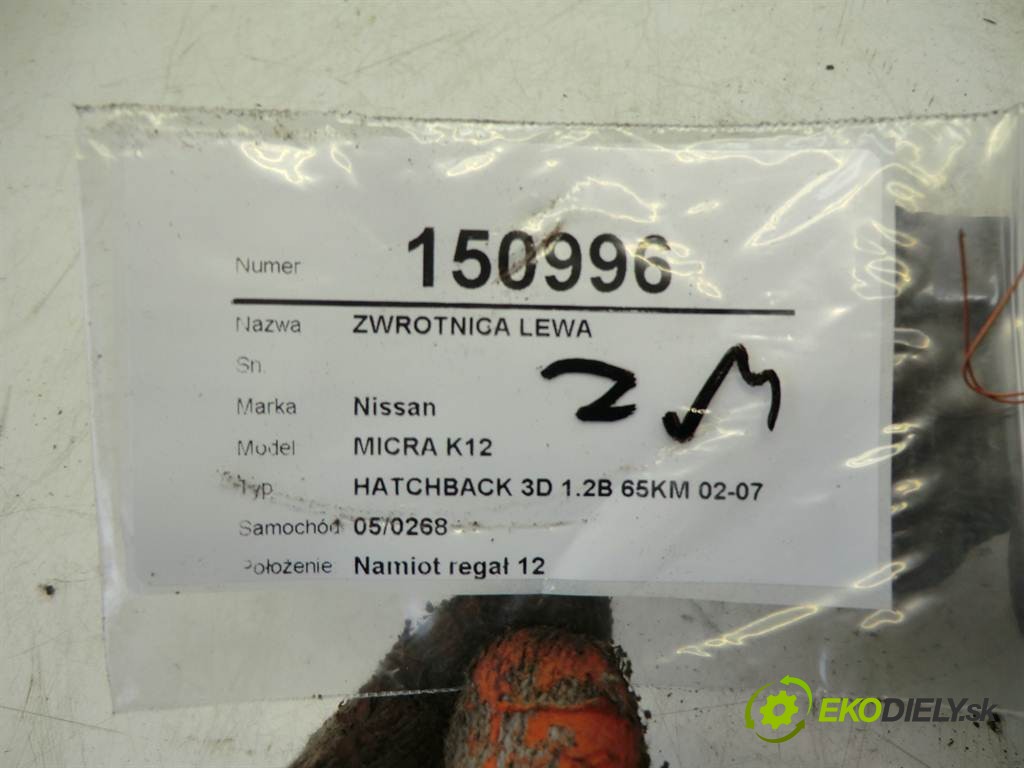 Numer 150996
Nazwa ZWROTNICA LEWA
Sn.
Marka Nissan
Model MICRA K12
Typ HATCHBACK 3D 1.2B 65KM 02-07
Samochód 05/0268
Położenie Namiot regał 12
EKODIELY.sk